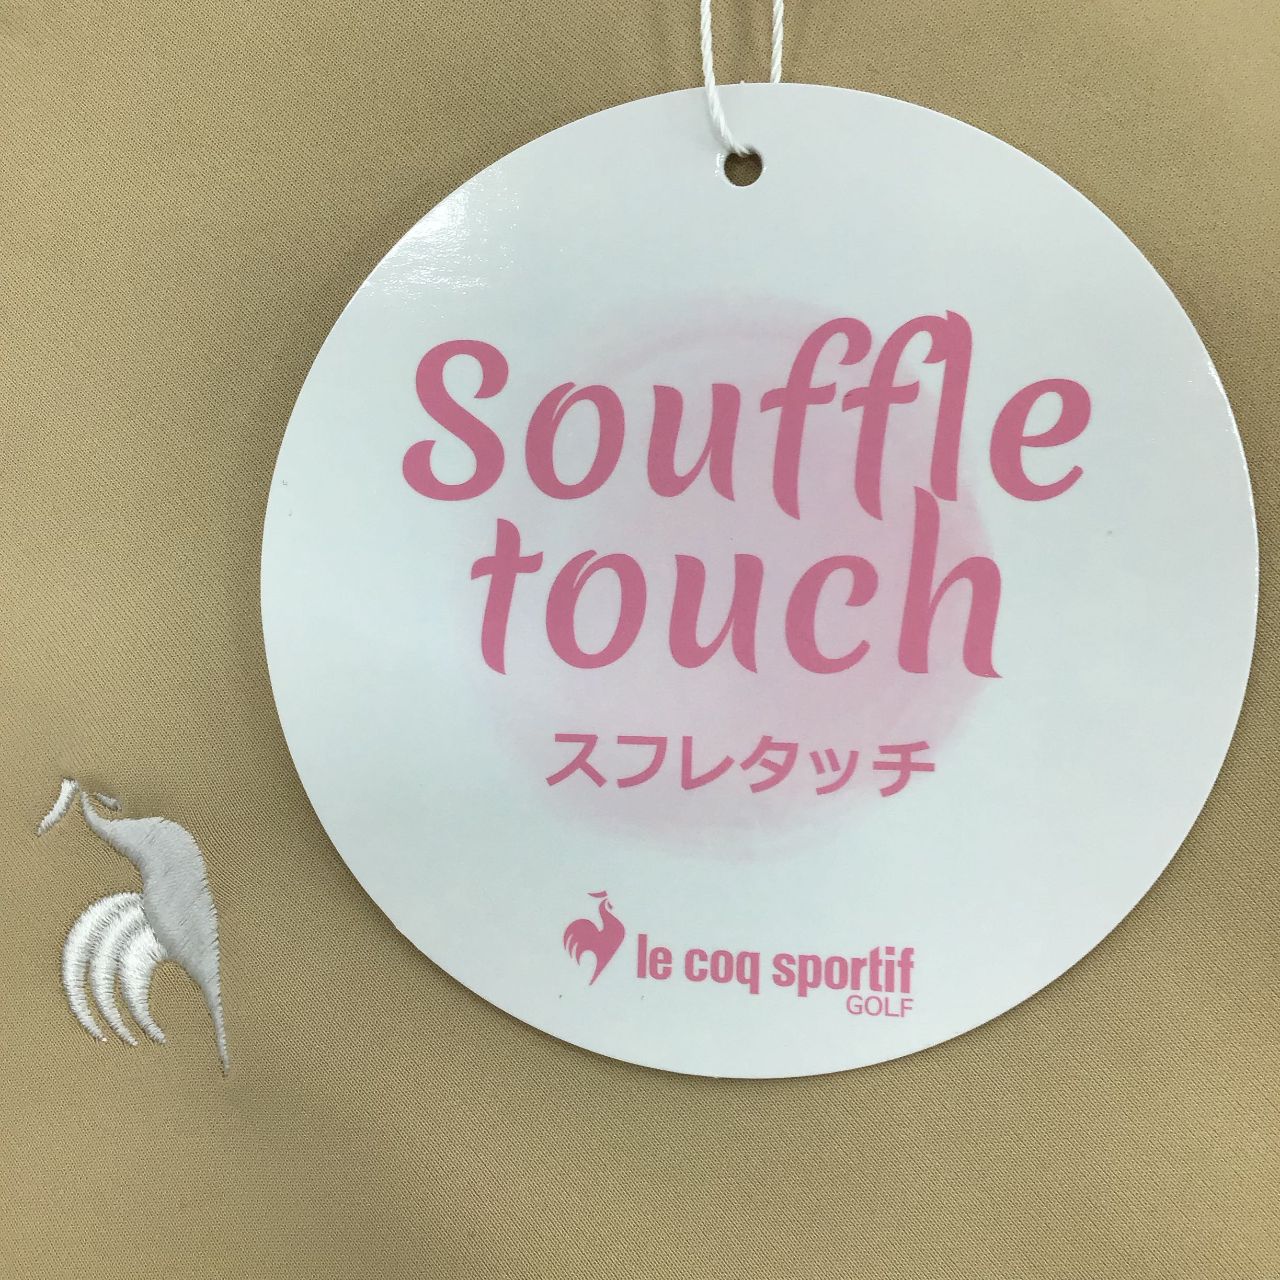 Souffle
touch
スフレタッチ
le coq sportif
GOLF